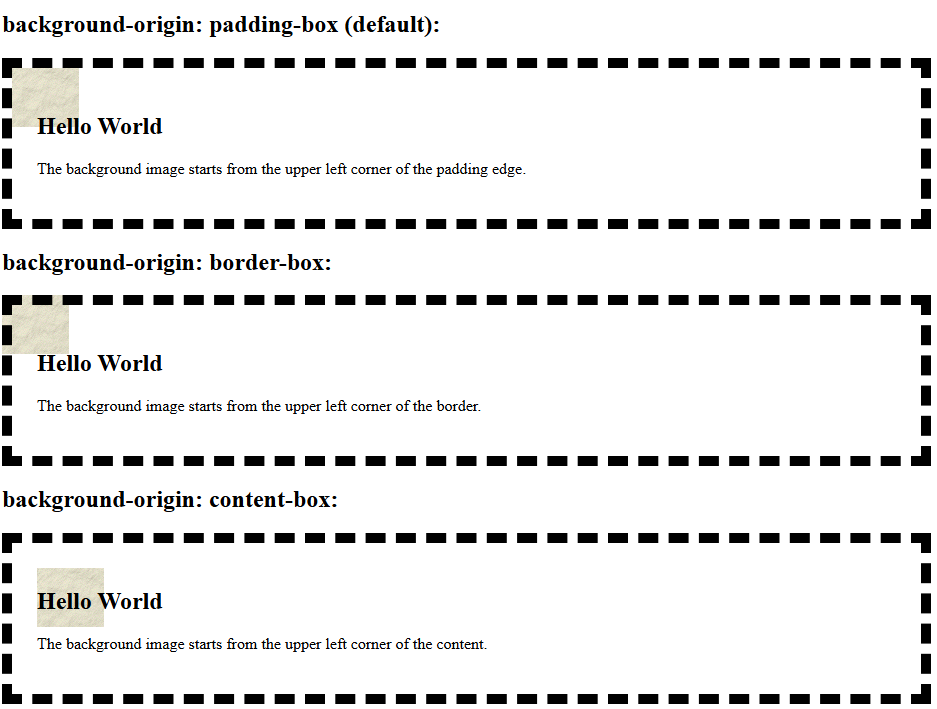 background-origin: padding-box (default):
Hello World
The background image starts from the upper left corner of the padding edge.
background-origin: border-box:
Hello World
The background image starts from the upper left corner of the border.
background-origin: content-box:
Hello World
The background image starts from the upper left corner of the content.